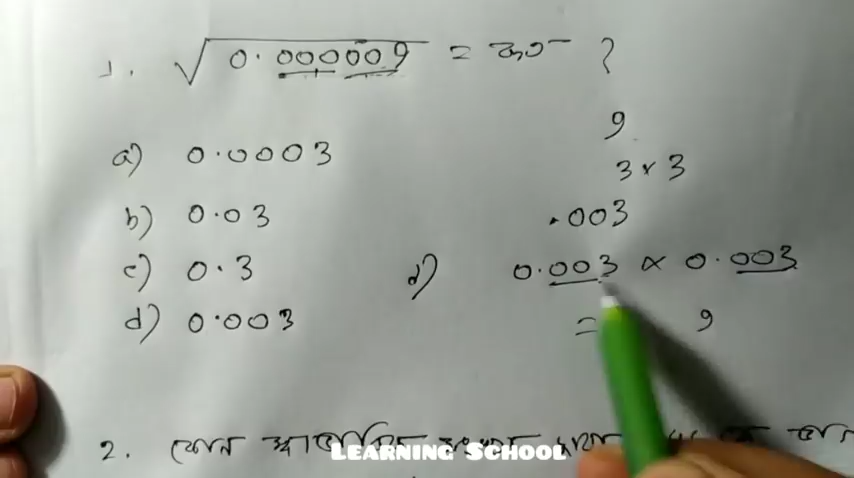 ১. √0.000009 = কত ?
9
a) 0.0003
3 × 3
b) 0.03
.003
c) 0.3
d) 0.003 × 0.003
d) 0.003
= 9
2. কোন
Learning School